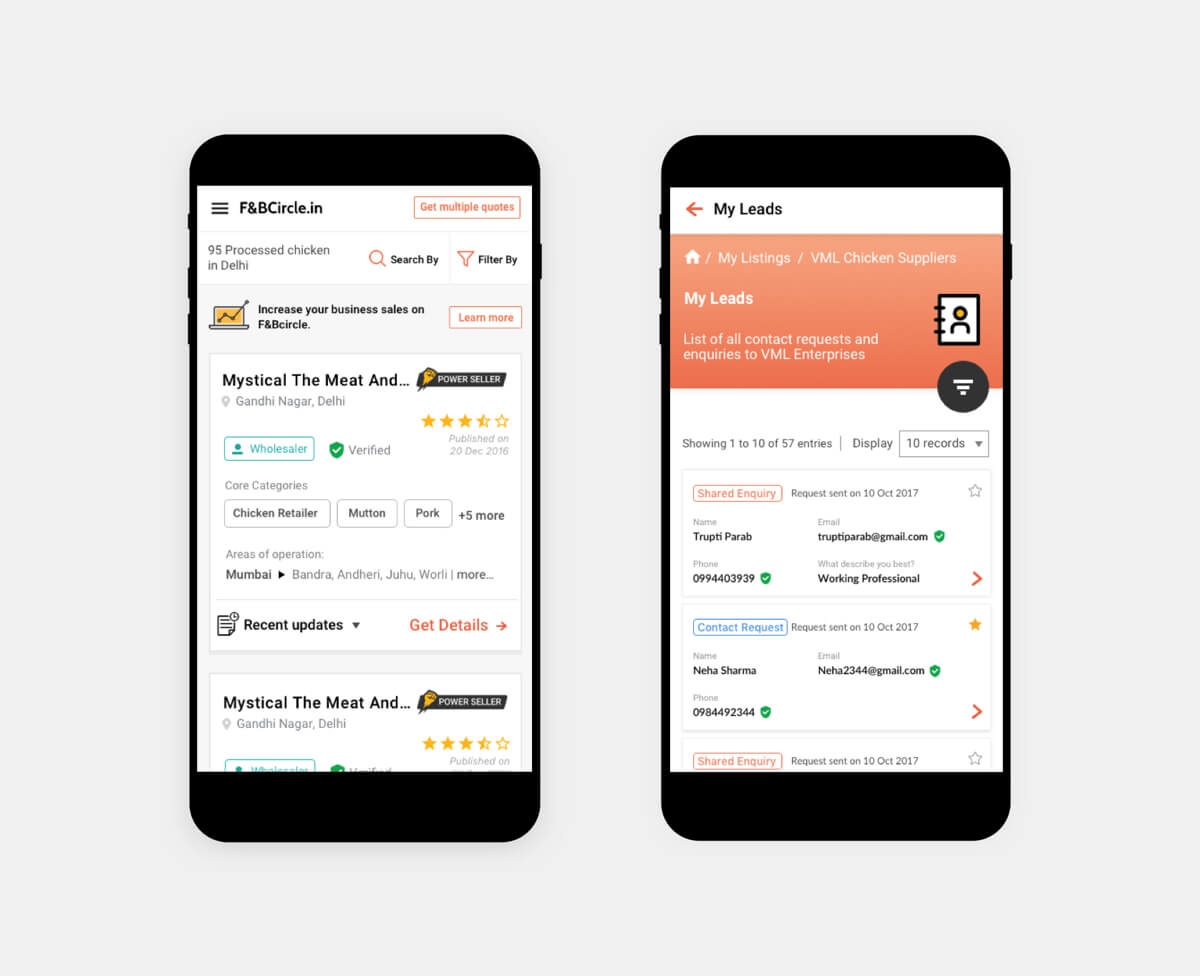 F&BCircle.in
Get multiple quotes
95 Processed chicken
in Delhi
Search By
Filter By
Increase your business sales on
F&Bcircle.
Learn more
Mystical The Meat And...
POWER SELLER
Gandhi Nagar, Delhi
Published on
20 Dec 2016
Wholesaler
Verified
Core Categories
Chicken Retailer
Mutton
Pork
+5 more
Areas of operation:
Mumbai ▶ Bandra, Andheri, Juhu, Worli | more...
Recent updates ▼
Get Details →
Mystical The Meat And...
POWER SELLER
Gandhi Nagar, Delhi
Published on
Wholesaler
Verified
My Leads
/ My Listings / VML Chicken Suppliers
My Leads
List of all contact requests and
enquiries to VML Enterprises
Showing 1 to 10 of 57 entries | Display 10 records ▼
Shared Enquiry Request sent on 10 Oct 2017
Name Email
Trupti Parab truptiparab@gmail.com
Phone What describe you best?
0994403939 Working Professional
Contact Request Request sent on 10 Oct 2017
Name Email
Neha Sharma Neha2344@gmail.com
Phone
0984492344
Shared Enquiry Request sent on 10 Oct 2017